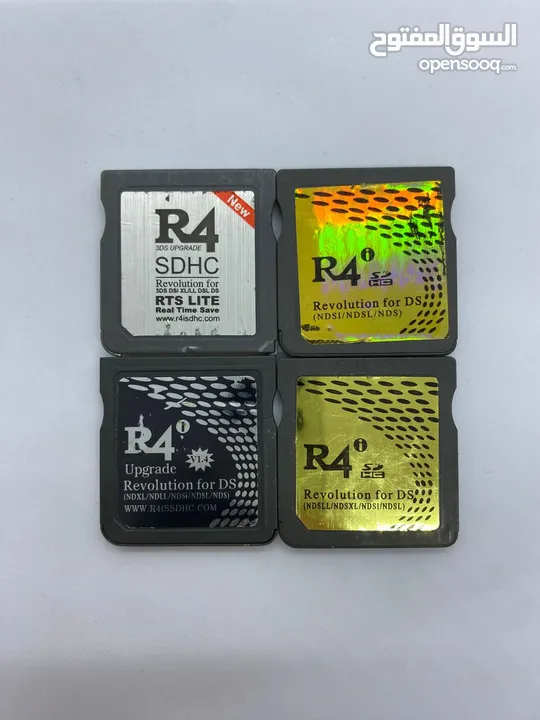 السوق المفتوح
opensooq.com
New
R4
3DS UPGRADE
SDHC
Revolution for
3DS DSi XL/LL DSL DS
RTS LITE
Real Time Save
www.r4isdhc.com
R4i SDHC
Revolution for DS
(NDSI/NDSL/NDS)
R4i
Upgrade V1.4
Revolution for DS
(NDXL/NDLL/NDSi/NDSL/NDS)
WWW.R4ISSDHC.COM
R4i SDHC
Revolution for DS
(NDSLL/NDSXL/NDSI/NDSL)